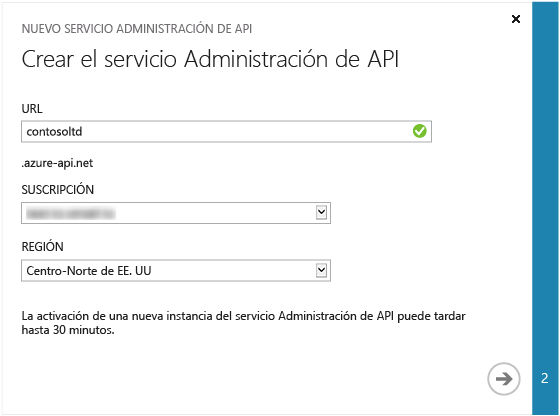 NUEVO SERVICIO ADMINISTRACIÓN DE API
Crear el servicio Administración de API
URL
contosoltd
.azure-api.net
SUSCRIPCIÓN
REGIÓN
Centro-Norte de EE. UU
La activación de una nueva instancia del servicio Administración de API puede tardar
hasta 30 minutos.
2